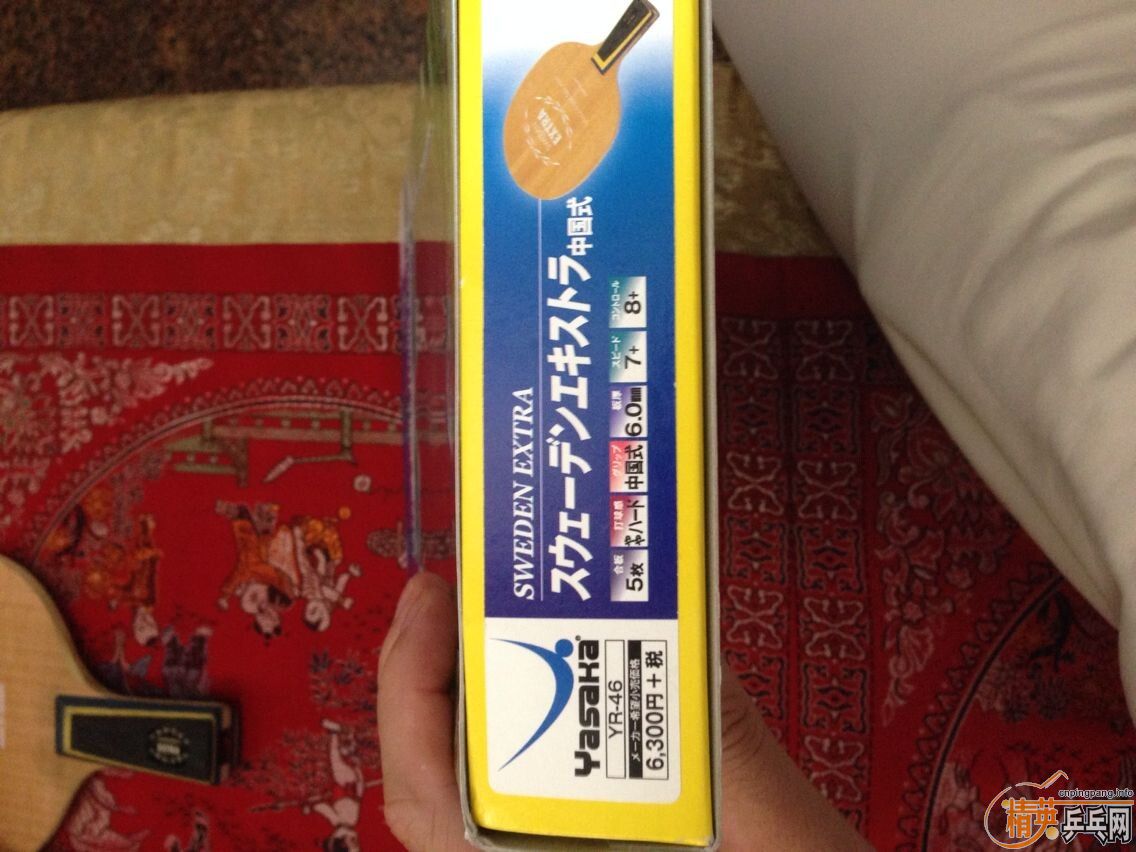 SWEDEN EXTRA
スウェーデンエキストラ中国式
合板 打球感 グリップ 板厚 スピード コントロール
5枚 ややハード 中国式 6.0mm 7+ 8+
Yasaka
YR-46
メーカー希望小売価格
6,300円+税
EXTRA
cnpingpang.info
精英乒乓网